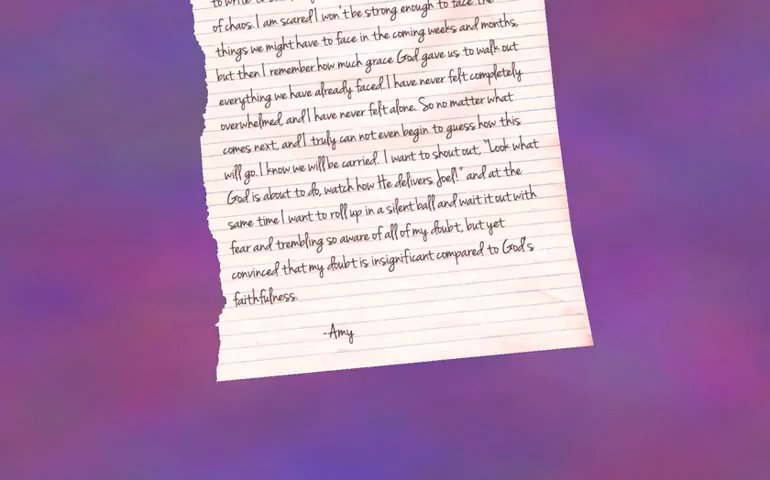 of chaos. I am scared I won't be strong enough to face the
things we might have to face in the coming weeks and months,
but then I remember how much grace God gave us to walk out
everything we have already faced. I have never felt completely
overwhelmed, and I have never felt alone. So no matter what
comes next, and I truly can not even begin to guess how this
will go. I know we will be carried. I want to shout out, "Look what
God is about to do, watch how He delivers Joel!" and at the
same time I want to roll up in a silent ball and wait it out with
fear and trembling so aware of all of my doubt, but yet
convinced that my doubt is insignificant compared to God's
faithfulness.
-Amy